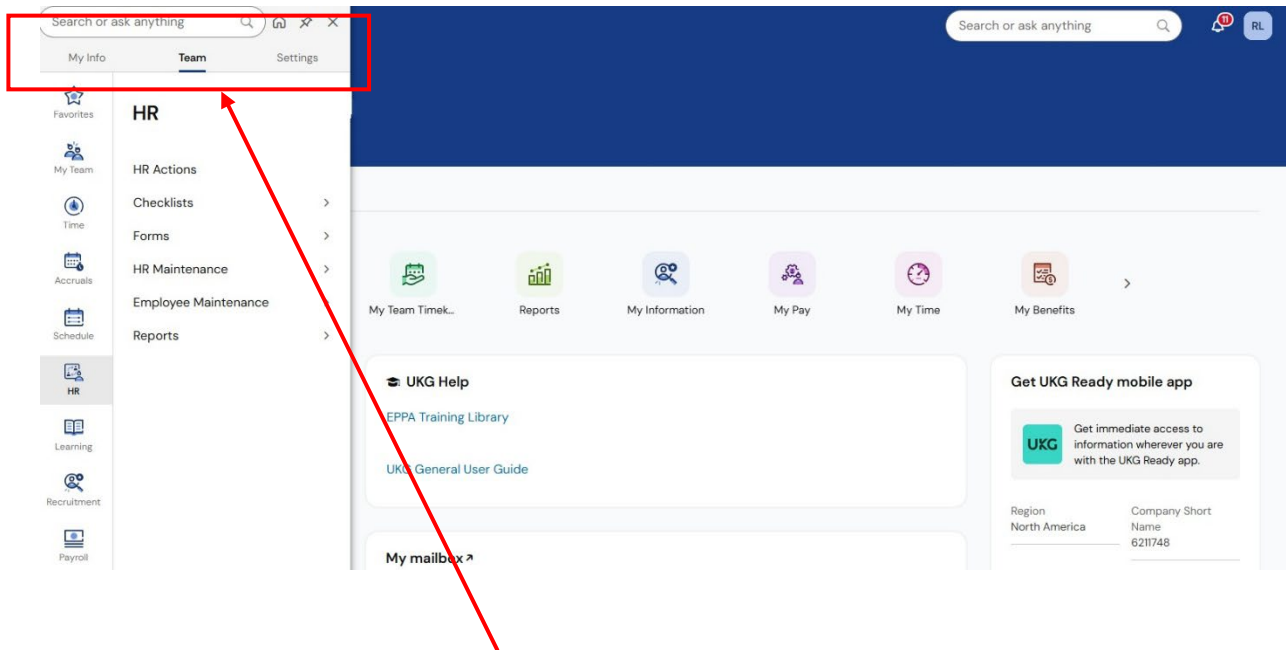 Search or ask anything
My Info Team Settings
Favorites
My Team
Time
Accruals
Schedule
HR
Learning
Recruitment
Payroll
HR
HR Actions
Checklists
Forms
HR Maintenance
Employee Maintenance
Reports
Search or ask anything
11
RL
My Team Timek...
Reports
My Information
My Pay
My Time
My Benefits
UKG Help
EPPA Training Library
UKG General User Guide
My mailbox
Get UKG Ready mobile app
UKG
Get immediate access to
information wherever you are
with the UKG Ready app.
Region
North America
Company Short
Name
6211748